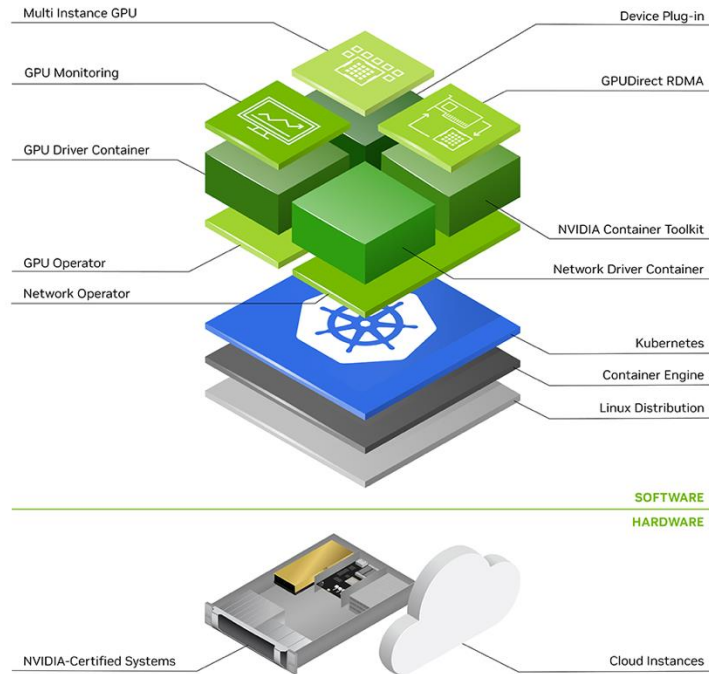 Multi Instance GPU
Device Plug-in
GPU Monitoring
GPUDirect RDMA
GPU Driver Container
NVIDIA Container Toolkit
GPU Operator
Network Driver Container
Network Operator
Kubernetes
Container Engine
Linux Distribution
SOFTWARE
HARDWARE
NVIDIA-Certified Systems
Cloud Instances